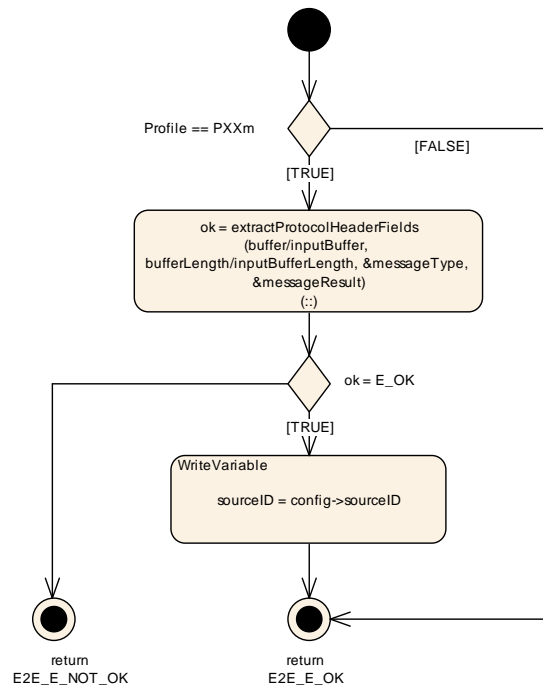 Profile == PXXm
[FALSE]
[TRUE]
ok = extractProtocolHeaderFields
(buffer/inputBuffer,
bufferLength/inputBufferLength, &messageType,
&messageResult)
(::)
ok = E_OK
[TRUE]
WriteVariable
sourceID = config->sourceID
return
E2E_E_NOT_OK
return
E2E_E_OK